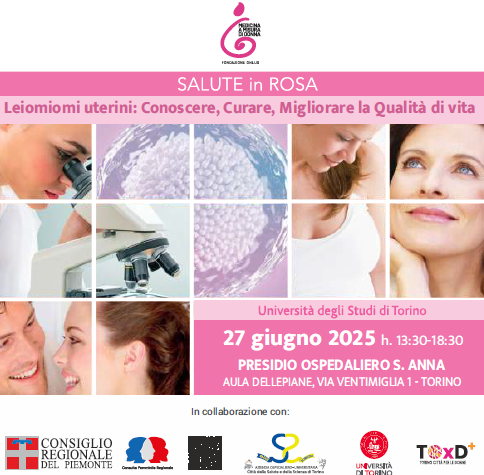 MEDICINA
A MISURA
DI DONNA
FONDAZIONE ONLUS
SALUTE in ROSA
Leiomiomi uterini: Conoscere, Curare, Migliorare la Qualità di vita
Università degli Studi di Torino
27 giugno 2025 h. 13:30-18:30
PRESIDIO OSPEDALIERO S. ANNA
AULA DELLEPIANE, VIA VENTIMIGLIA 1 - TORINO
In collaborazione con:
CONSIGLIO
REGIONALE
DEL PIEMONTE
Consulta Femminile Regionale
AZIENDA OSPEDALIERO-UNIVERSITARIA
Città della Salute e della Scienza di Torino
UNIVERSITÀ
DI TORINO
TOxD+
TORINO CITTÀ PER LE DONNE